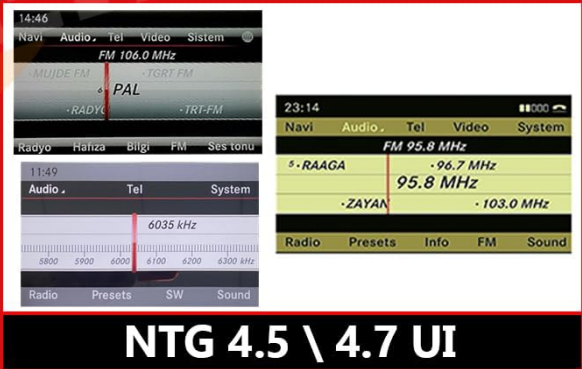 14:46
Navi Audio Tel Video Sistem
FM 106.0 MHz
•MUJDE FM •TGRT FM
6 PAL
•RADYO •TRT-FM
Radyo Hafıza Bilgi FM Ses tonu
11:49
Audio Tel System
6035 kHz
5800 5900 6000 6100 6200 6300 kHz
Radio Presets SW Sound
23:14
Navi Audio Tel Video System
FM 95.8 MHz
5•RAAGA •96.7 MHz
95.8 MHz
•ZAYAN •103.0 MHz
Radio Presets Info FM Sound
NTG 4.5 \ 4.7 UI